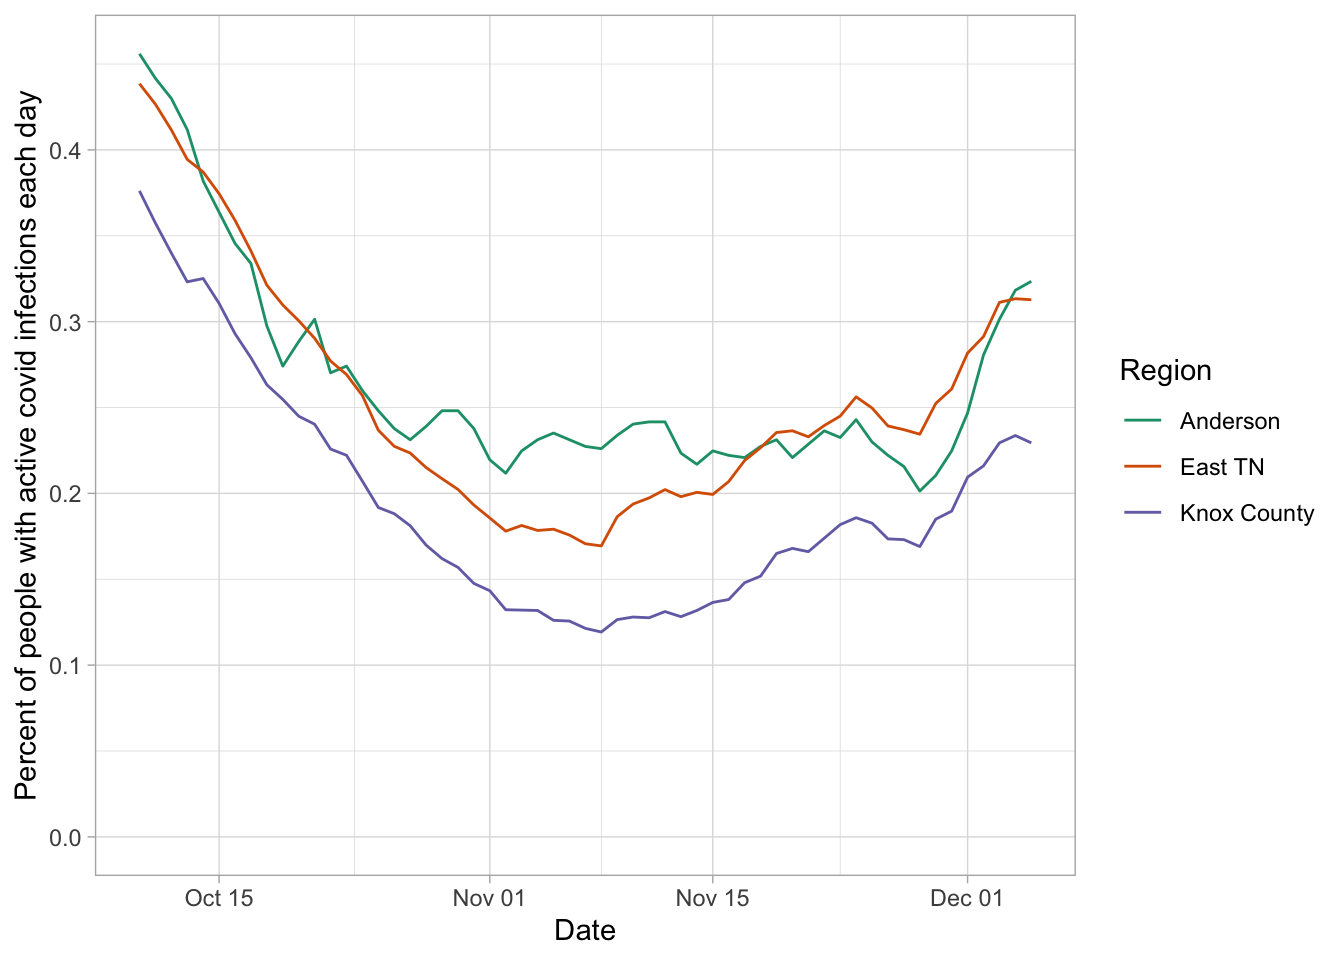 Percent of people with active covid infections each day
0.4
0.3
0.2
0.1
0.0
Oct 15
Nov 01
Nov 15
Dec 01
Date
Region
Anderson
East TN
Knox County